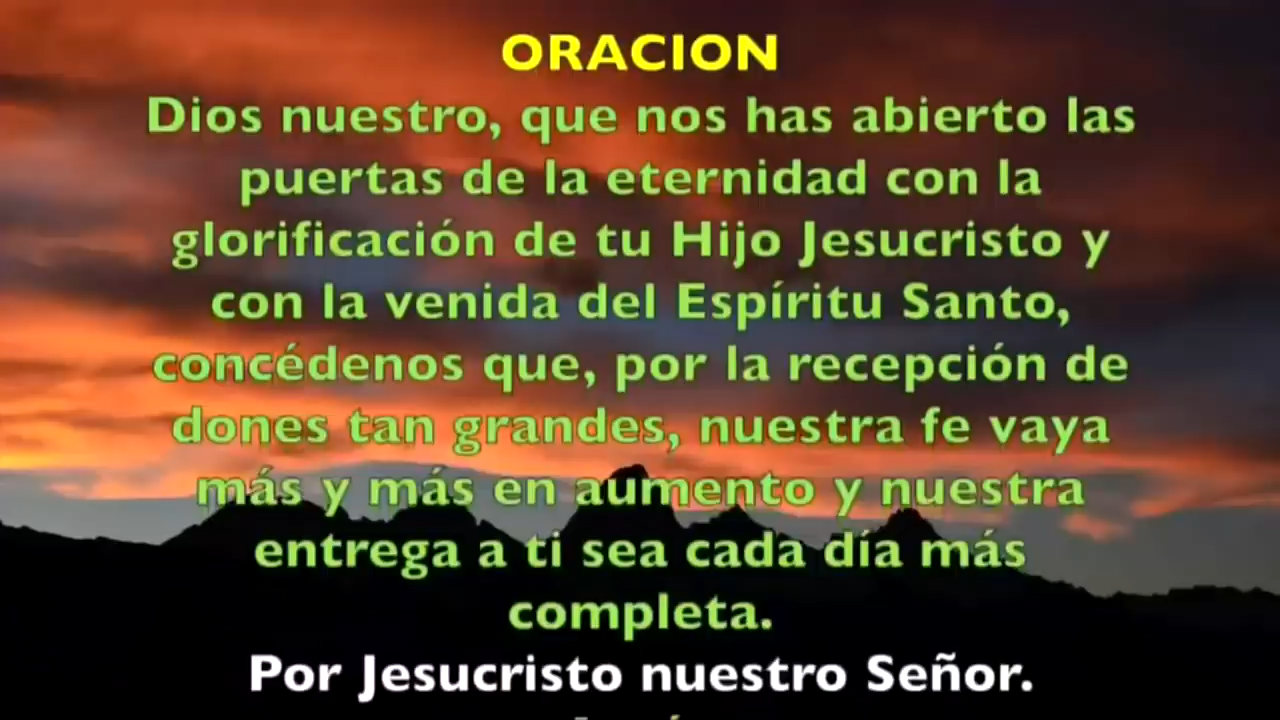 ORACION
Dios nuestro, que nos has abierto las
puertas de la eternidad con la
glorificación de tu Hijo Jesucristo y
con la venida del Espíritu Santo,
concédenos que, por la recepción de
dones tan grandes, nuestra fe vaya
más y más en aumento y nuestra
entrega a ti sea cada día más
completa.
Por Jesucristo nuestro Señor.